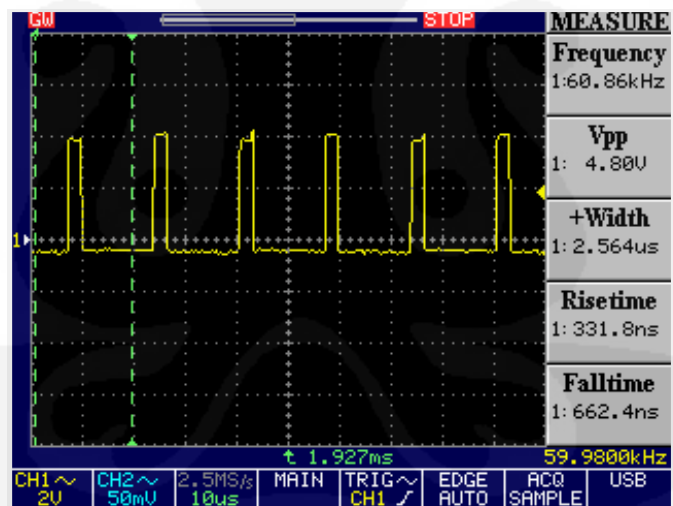 GW STOP MEASURE
Frequency
1:60.86kHz
Vpp
1: 4.80V
+Width
1:2.564us
Risetime
1:331.8ns
Falltime
1:662.4ns
1
1.927ms 59.9800kHz
CH1 CH2 2.5MS/s MAIN TRIG EDGE ACQ USB
2V 50mV 10us CH1 AUTO SAMPLE